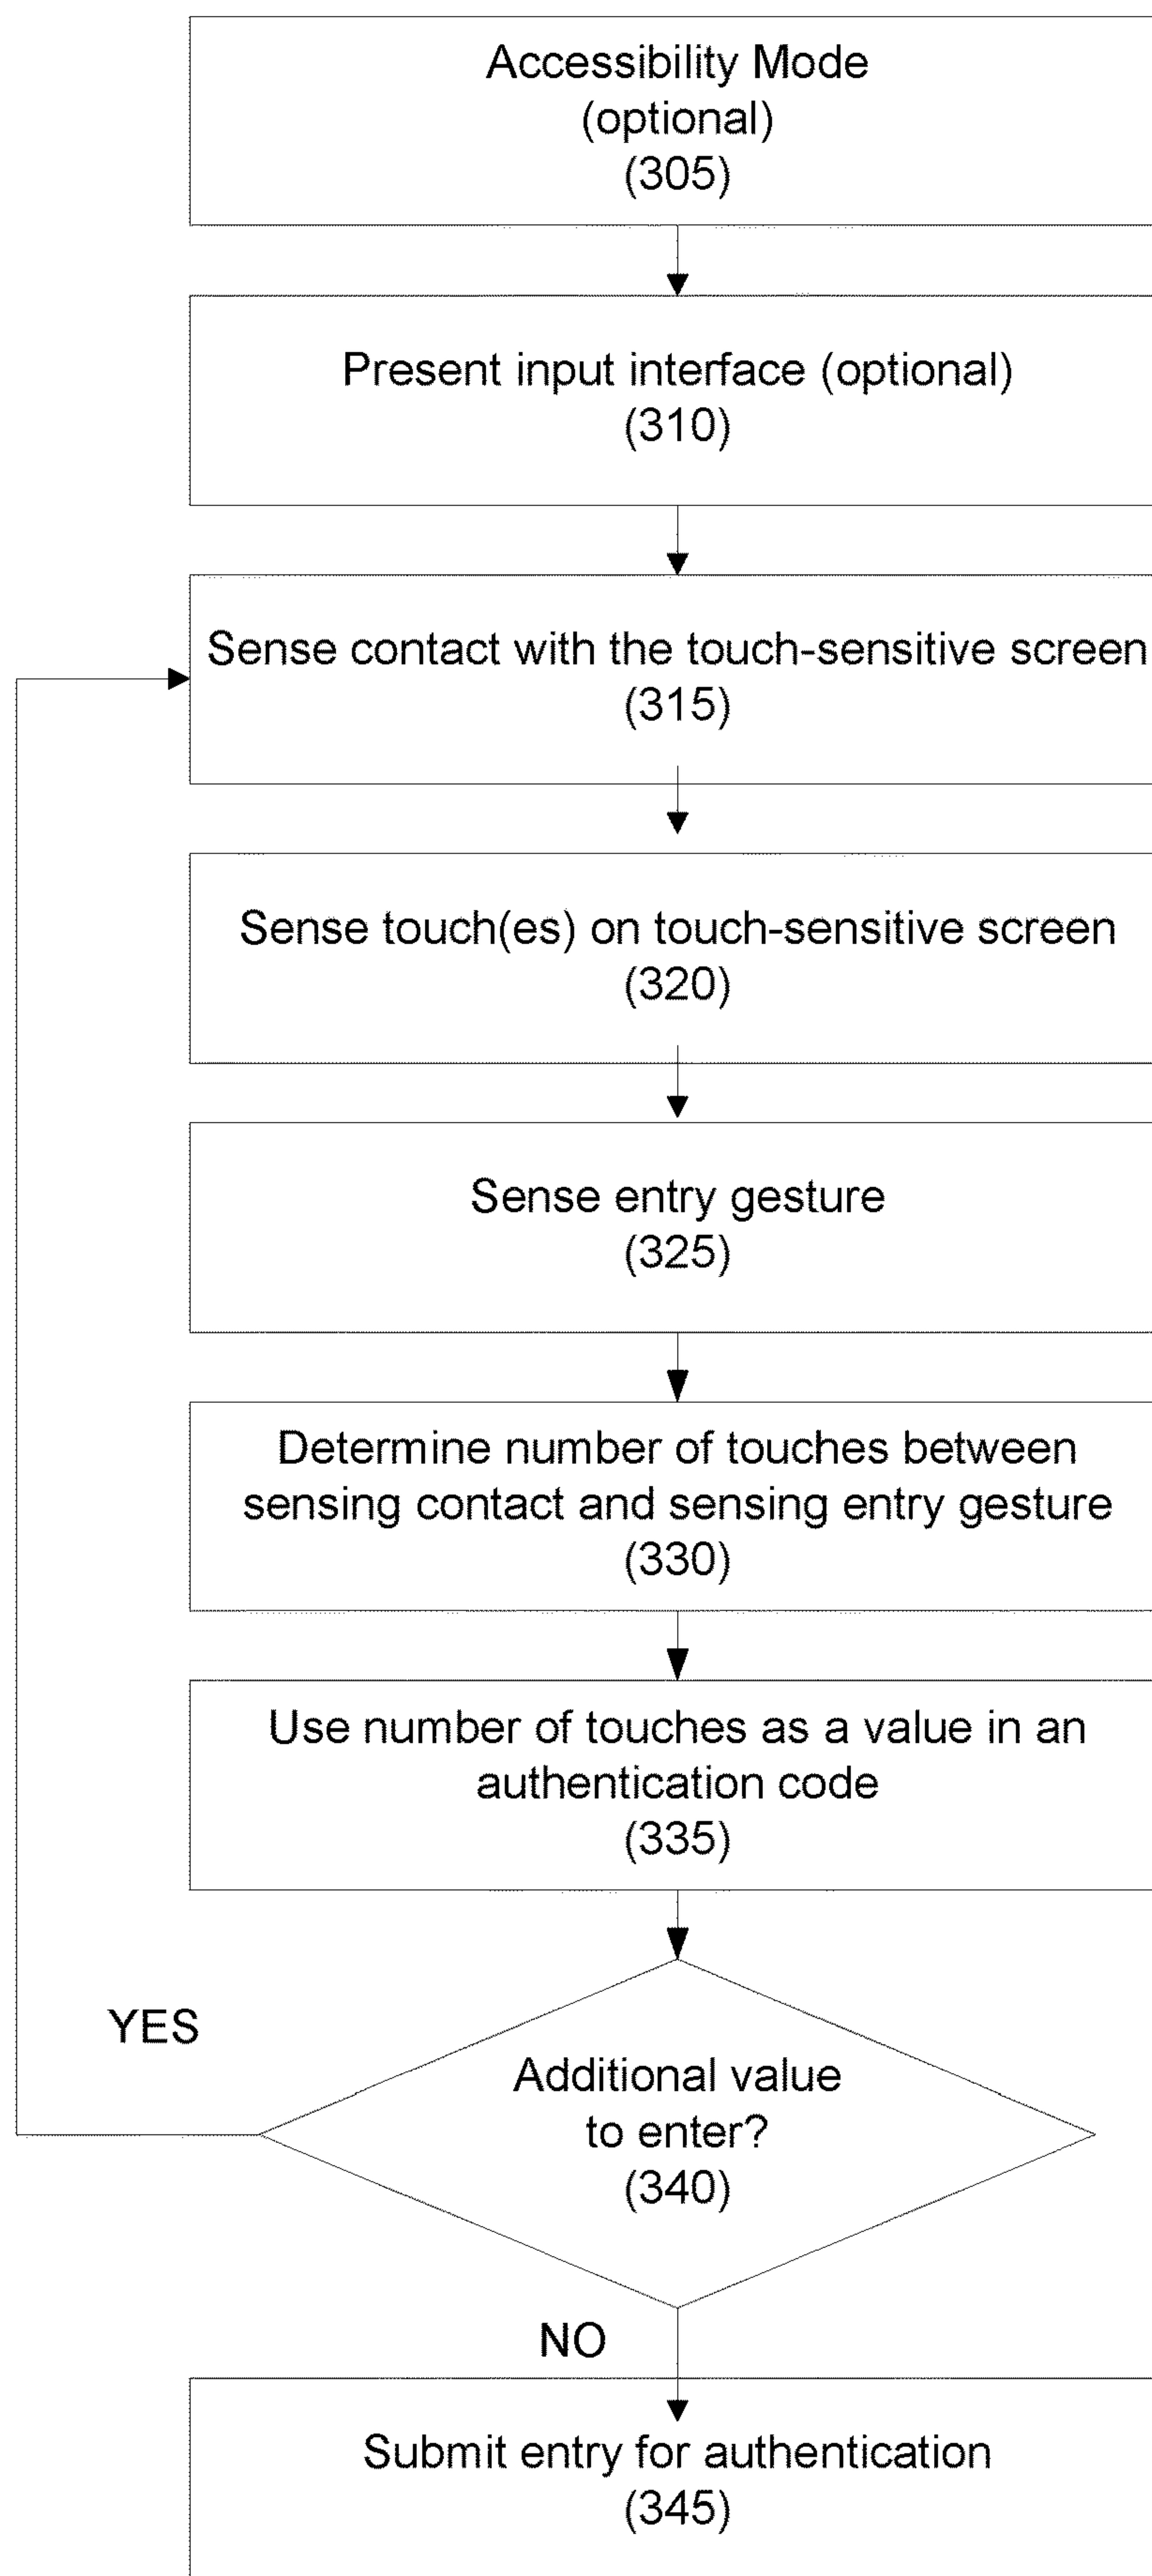 Accessibility Mode
(optional)
(305)
Present input interface (optional)
(310)
Sense contact with the touch-sensitive screen
(315)
Sense touch(es) on touch-sensitive screen
(320)
Sense entry gesture
(325)
Determine number of touches between
sensing contact and sensing entry gesture
(330)
Use number of touches as a value in an
authentication code
(335)
YES
Additional value
to enter?
(340)
NO
Submit entry for authentication
(345)